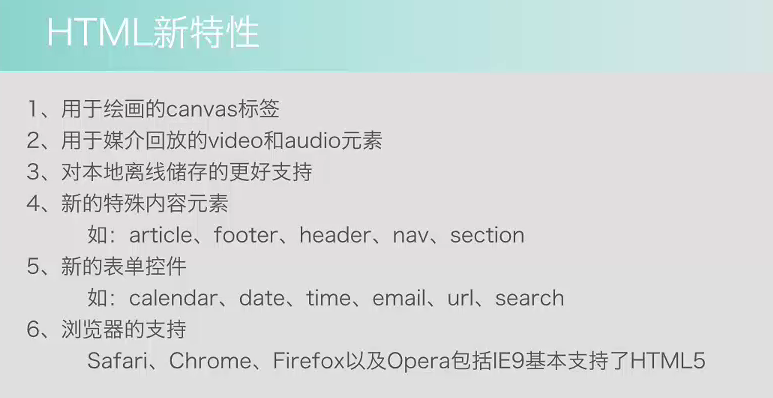 HTML新特性
1、用于绘画的canvas标签
2、用于媒介回放的video和audio元素
3、对本地离线储存的更好支持
4、新的特殊内容元素
如：article、footer、header、nav、section
5、新的表单控件
如：calendar、date、time、email、url、search
6、浏览器的支持
Safari、Chrome、Firefox以及Opera包括IE9基本支持了HTML5